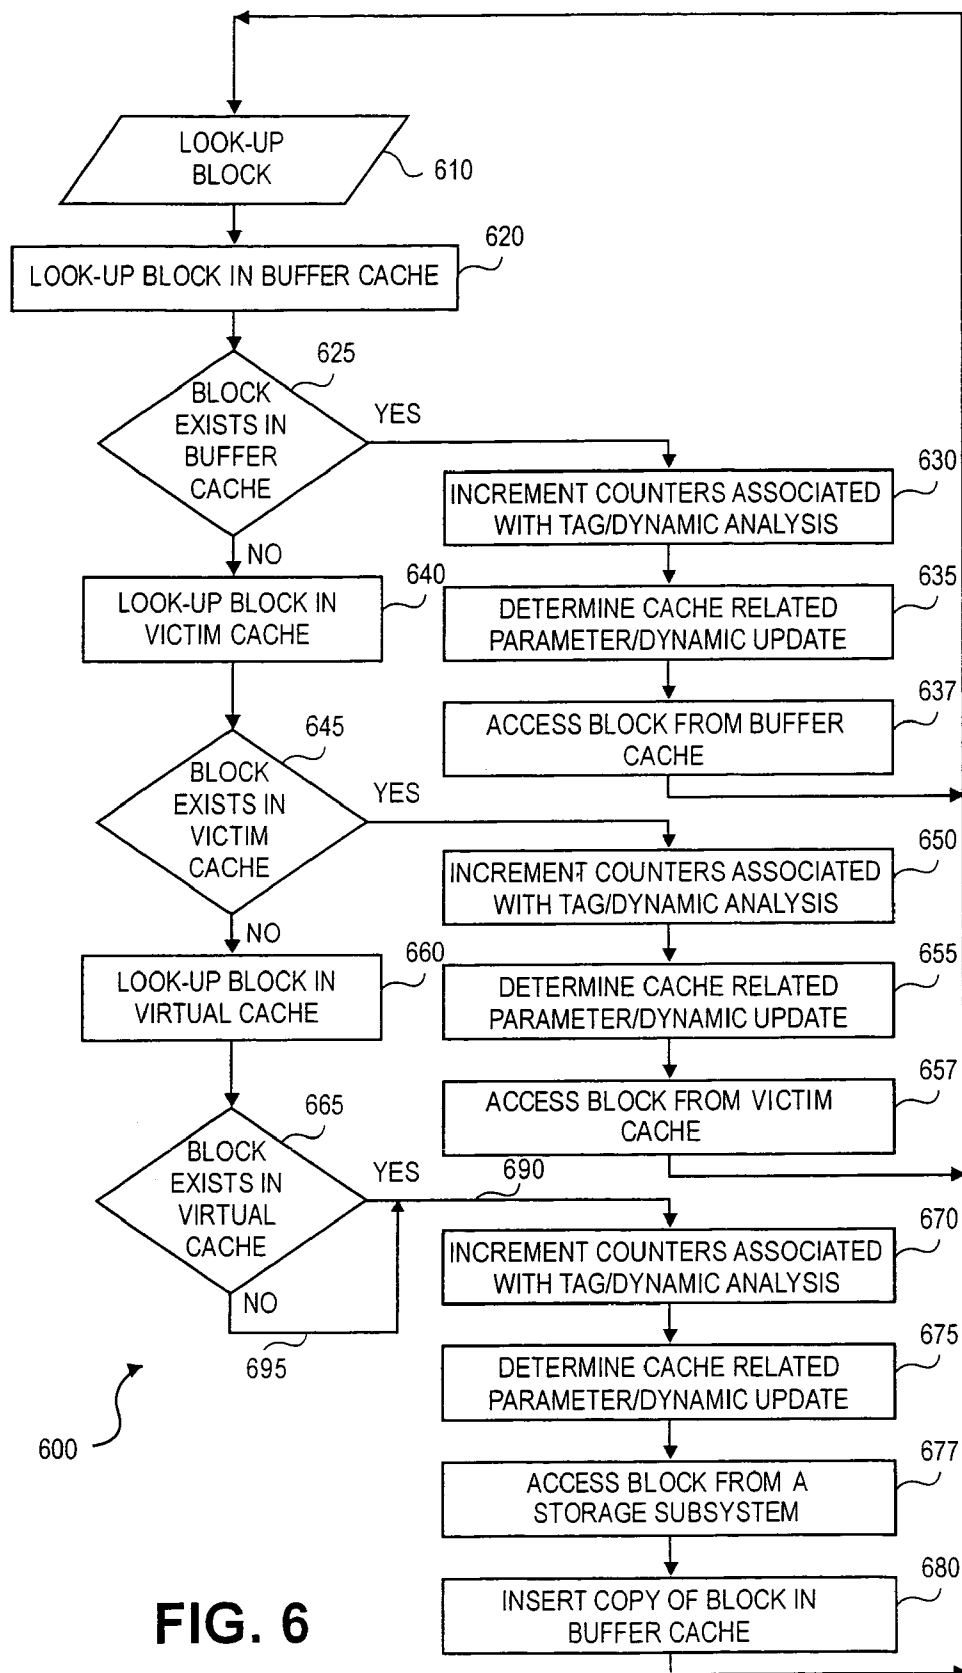 LOOK-UP
BLOCK
610
LOOK-UP BLOCK IN BUFFER CACHE
620
BLOCK
EXISTS IN
BUFFER
CACHE
625
YES
NO
INCREMENT COUNTERS ASSOCIATED
WITH TAG/DYNAMIC ANALYSIS
630
DETERMINE CACHE RELATED
PARAMETER/DYNAMIC UPDATE
635
ACCESS BLOCK FROM BUFFER
CACHE
637
LOOK-UP BLOCK IN
VICTIM CACHE
640
BLOCK
EXISTS IN
VICTIM
CACHE
645
YES
NO
INCREMENT COUNTERS ASSOCIATED
WITH TAG/DYNAMIC ANALYSIS
650
DETERMINE CACHE RELATED
PARAMETER/DYNAMIC UPDATE
655
ACCESS BLOCK FROM VICTIM
CACHE
657
LOOK-UP BLOCK IN
VIRTUAL CACHE
660
BLOCK
EXISTS IN
VIRTUAL
CACHE
665
YES
690
NO
695
INCREMENT COUNTERS ASSOCIATED
WITH TAG/DYNAMIC ANALYSIS
670
DETERMINE CACHE RELATED
PARAMETER/DYNAMIC UPDATE
675
ACCESS BLOCK FROM A
STORAGE SUBSYSTEM
677
INSERT COPY OF BLOCK IN
BUFFER CACHE
680
600
FIG. 6